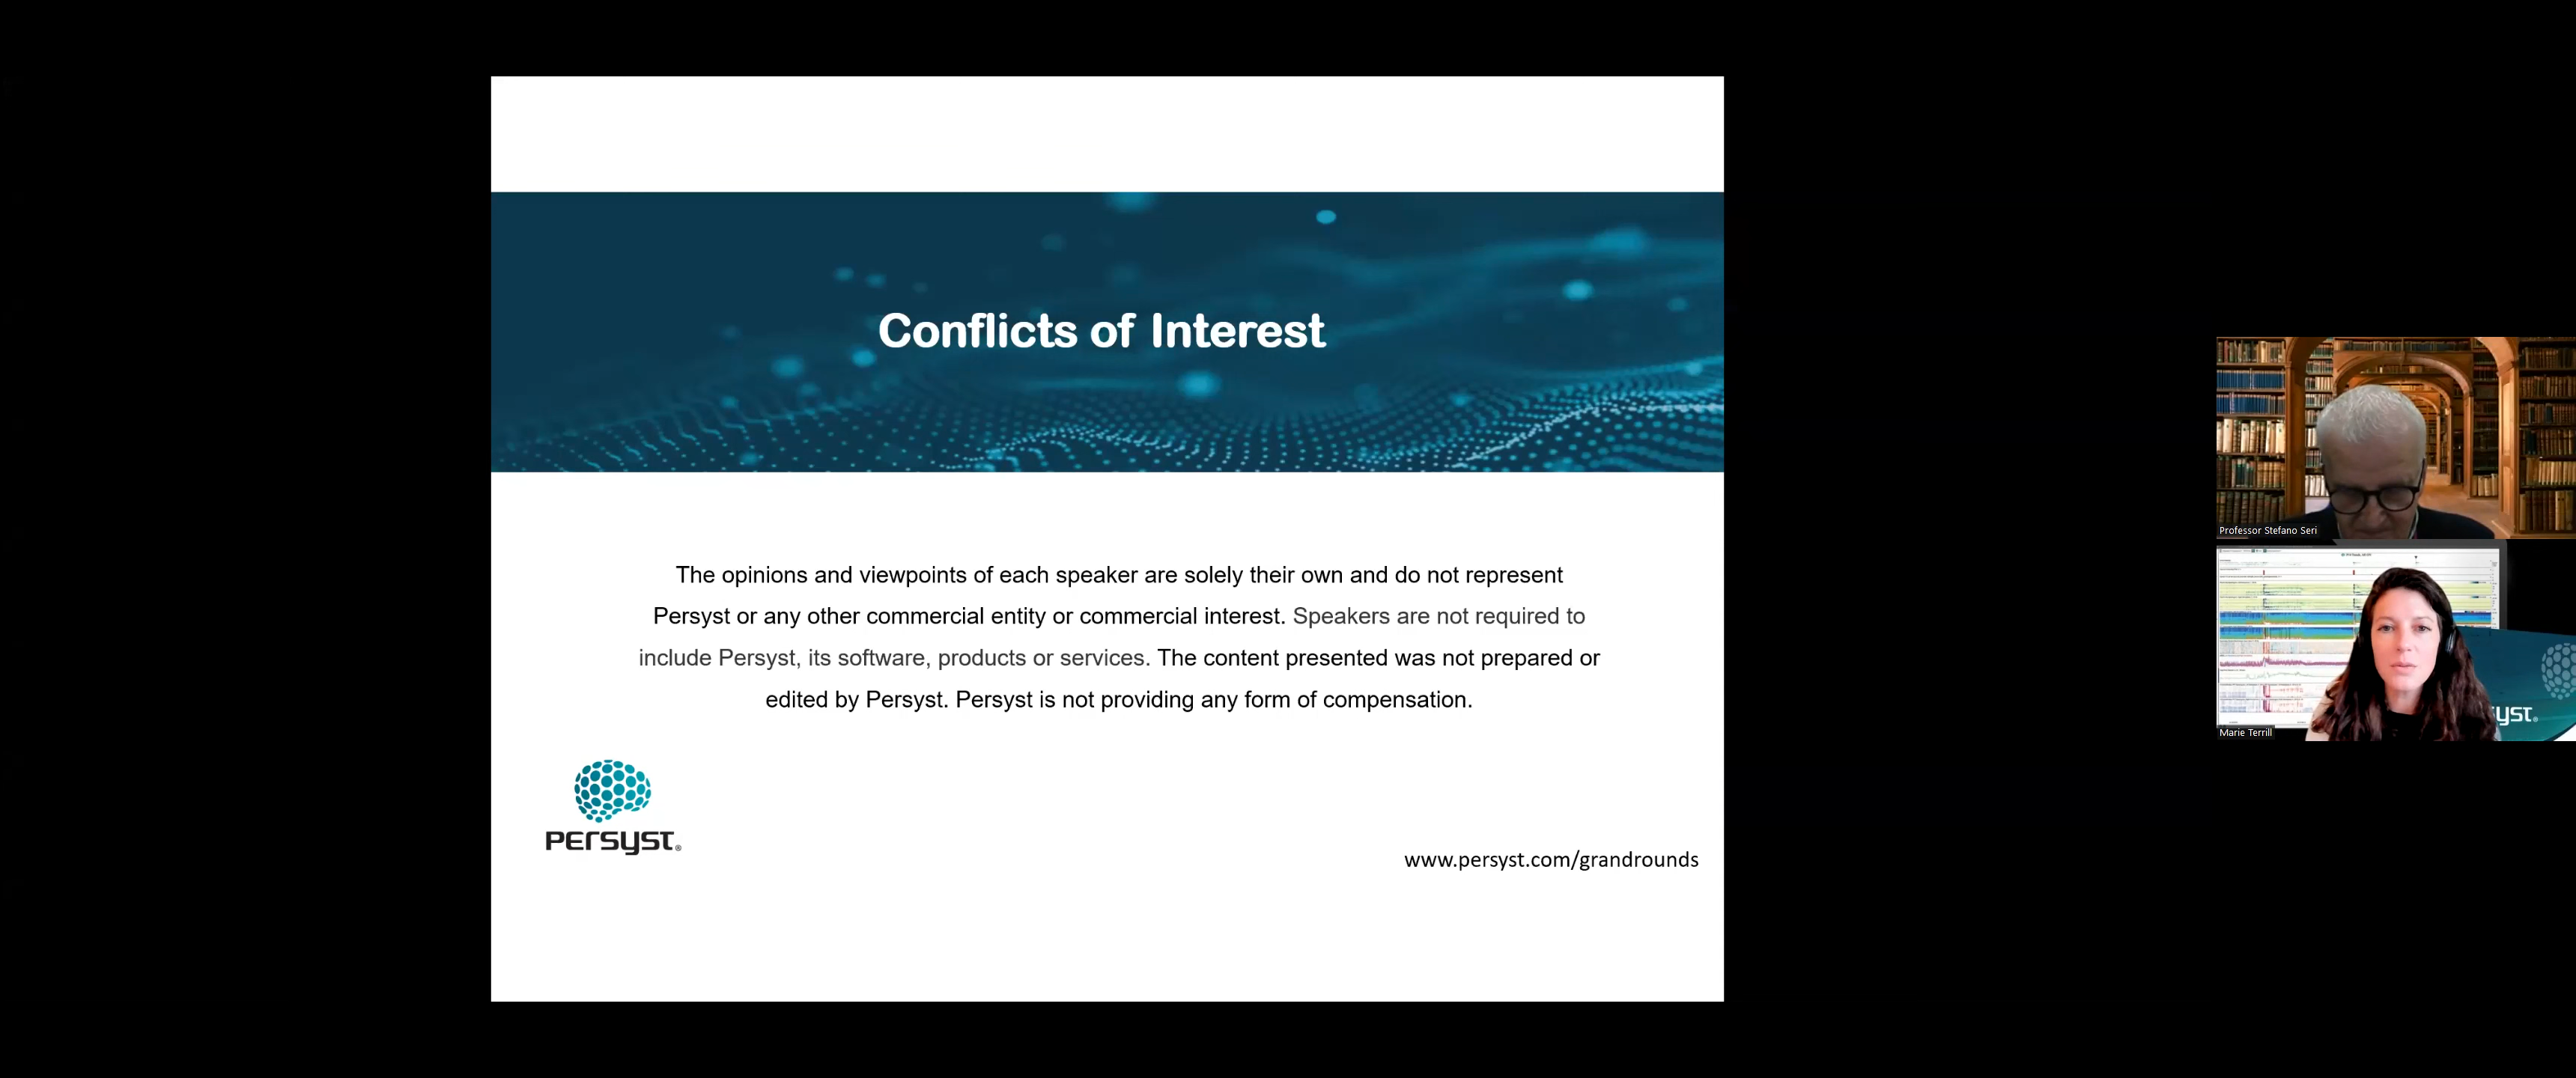 Conflicts of Interest
The opinions and viewpoints of each speaker are solely their own and do not represent
Persyst or any other commercial entity or commercial interest. Speakers are not required to
include Persyst, its software, products or services. The content presented was not prepared or
edited by Persyst. Persyst is not providing any form of compensation.
PERSYST®
www.persyst.com/grandrounds
Professor Stefano Seri
yst®
Marie Terrill